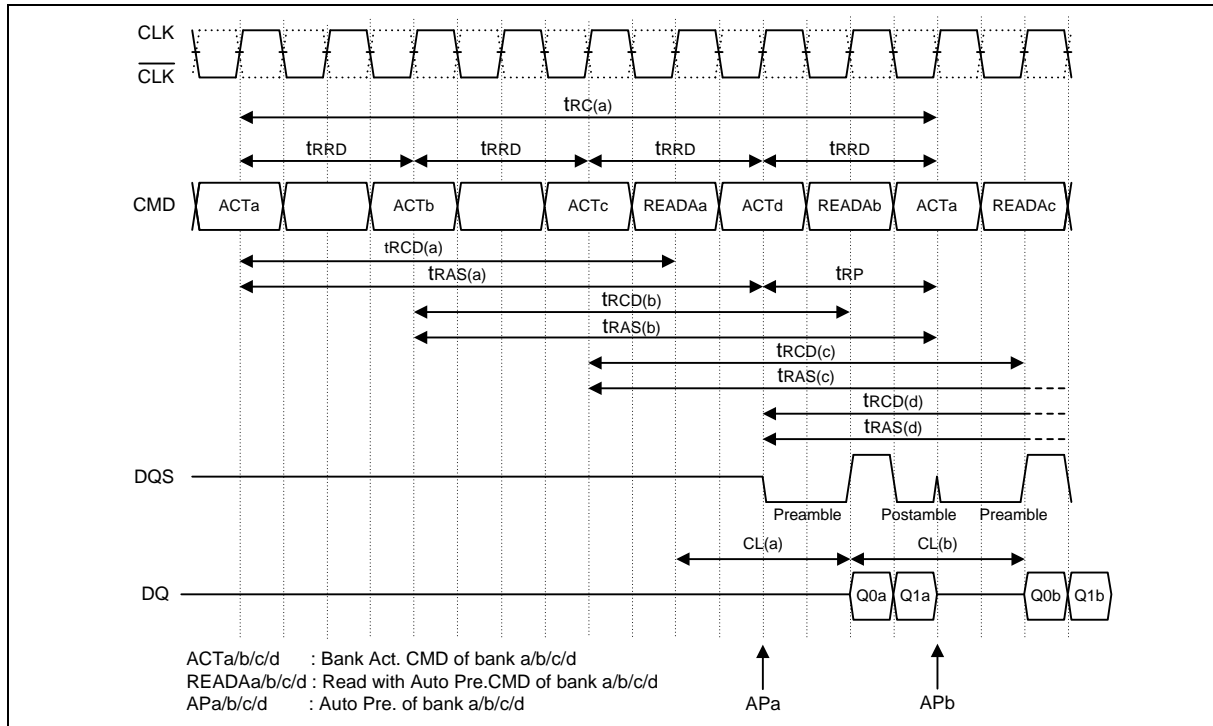 CLK
CLK
tRC(a)
tRRD tRRD tRRD tRRD
CMD ACTa ACTb ACTc READAa ACTd READAb ACTa READAc
tRCD(a)
tRAS(a) tRP
tRCD(b)
tRAS(b)
tRCD(c)
tRAS(c)
tRCD(d)
tRAS(d)
DQS
Preamble Postamble Preamble
CL(a) CL(b)
DQ Q0a Q1a Q0b Q1b
ACTa/b/c/d : Bank Act. CMD of bank a/b/c/d
READAa/b/c/d : Read with Auto Pre.CMD of bank a/b/c/d
APa/b/c/d : Auto Pre. of bank a/b/c/d
APa APb